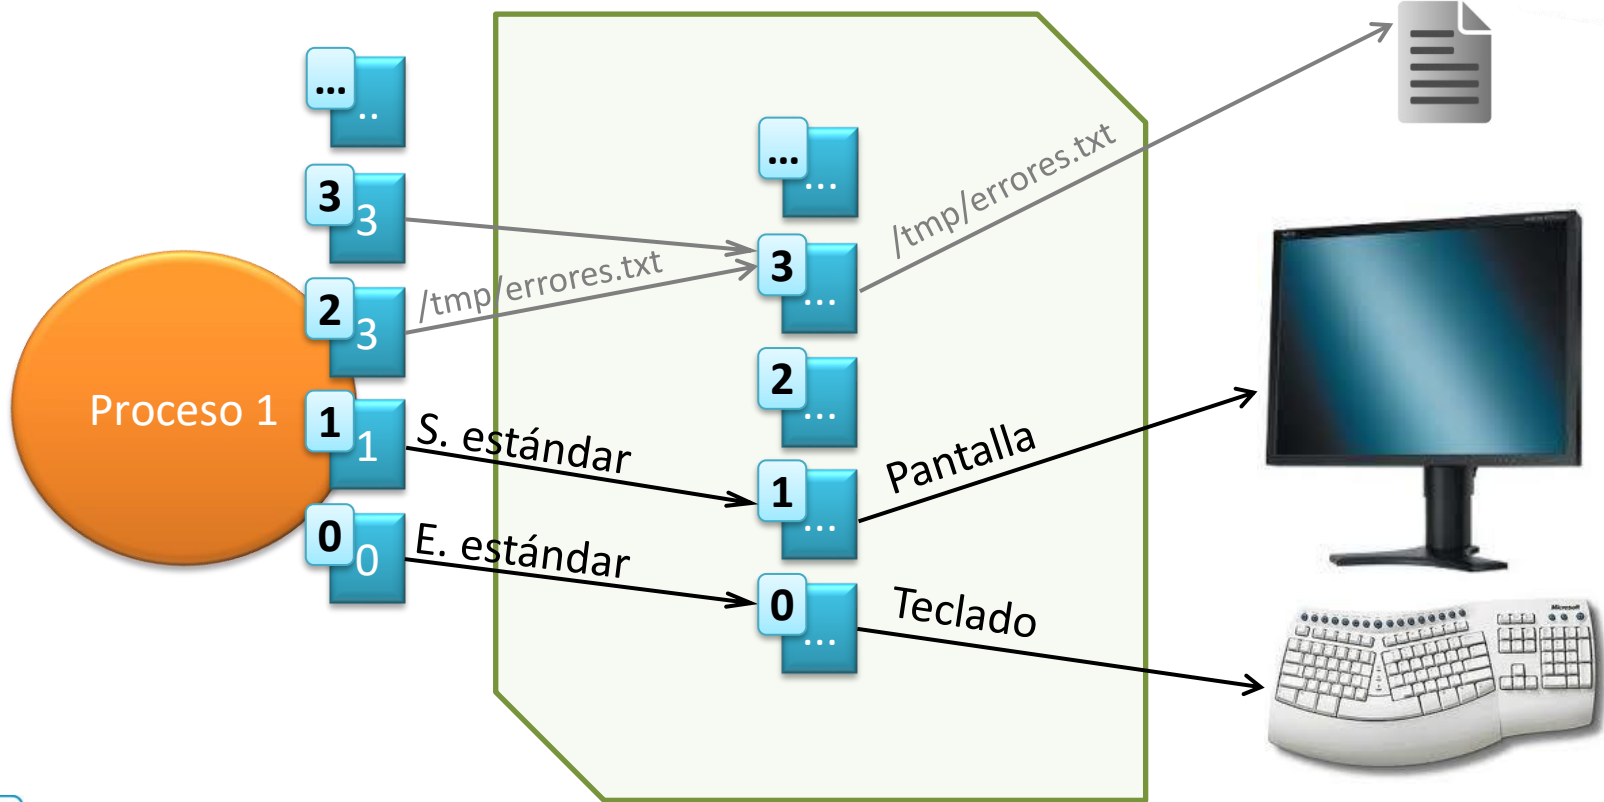 ...
..
3
3
2
3
Proceso 1
1
1
0
0
/tmp/errores.txt
S. estándar
E. estándar
...
...
3
...
2
...
1
...
0
...
/tmp/errores.txt
Pantalla
Teclado
Microsoft